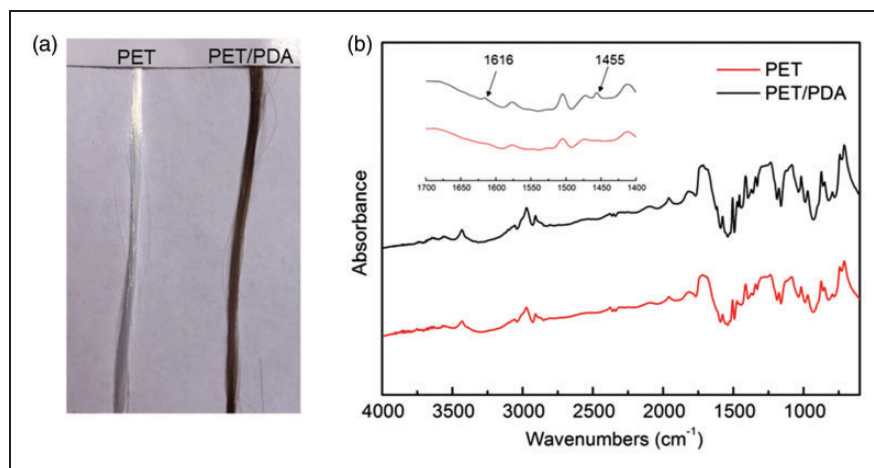 (a)
PET PET/PDA
(b)
1616 1455
PET
PET/PDA
1700 1650 1600 1550 1500 1450 1400
Absorbance
4000 3500 3000 2500 2000 1500 1000
Wavenumbers (cm⁻¹)